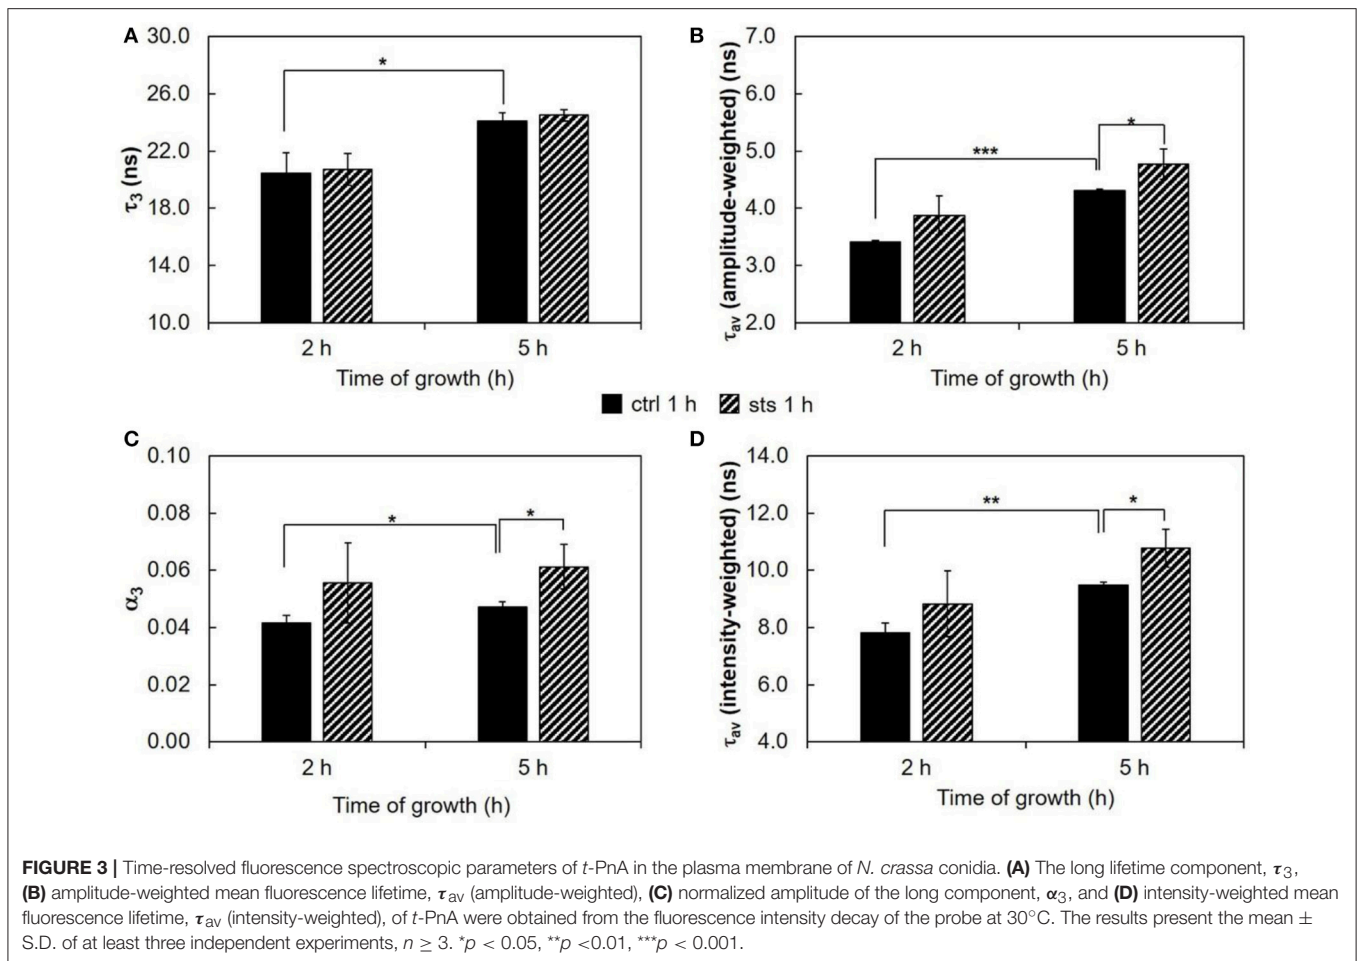 A
30.0
26.0
22.0
18.0
14.0
10.0
τ3 (ns)
*
2 h
5 h
Time of growth (h)
B
7.0
6.0
5.0
4.0
3.0
2.0
τav (amplitude-weighted) (ns)
***
*
2 h
5 h
Time of growth (h)
ctrl 1 h
sts 1 h
C
0.10
0.08
0.06
0.04
0.02
0.00
α3
*
*
2 h
5 h
Time of growth (h)
D
14.0
12.0
10.0
8.0
6.0
4.0
τav (intensity-weighted) (ns)
**
*
2 h
5 h
Time of growth (h)
FIGURE 3 | Time-resolved fluorescence spectroscopic parameters of t-PnA in the plasma membrane of N. crassa conidia. (A) The long lifetime component, τ3,
(B) amplitude-weighted mean fluorescence lifetime, τav (amplitude-weighted), (C) normalized amplitude of the long component, α3, and (D) intensity-weighted mean
fluorescence lifetime, τav (intensity-weighted), of t-PnA were obtained from the fluorescence intensity decay of the probe at 30°C. The results present the mean ±
S.D. of at least three independent experiments, n ≥ 3. *p < 0.05, **p <0.01, ***p < 0.001.